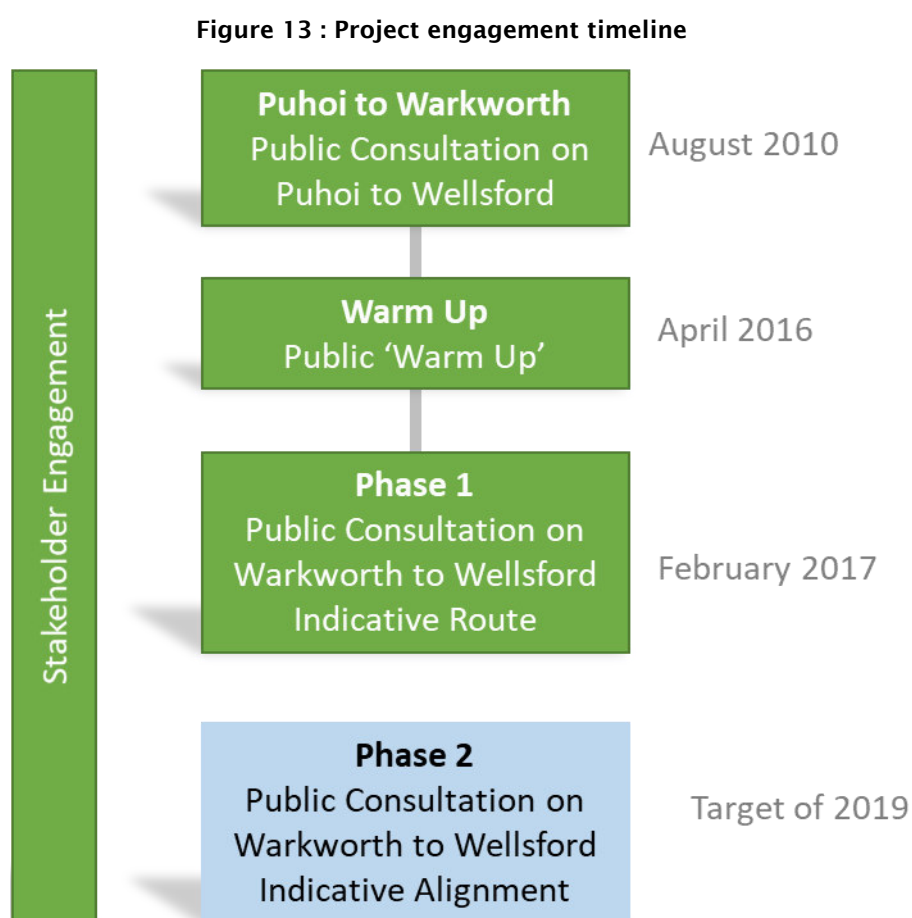 Figure 13 : Project engagement timeline
Stakeholder Engagement
Puhoi to Warkworth
Public Consultation on
Puhoi to Wellsford
August 2010
Warm Up
Public ‘Warm Up’
April 2016
Phase 1
Public Consultation on
Warkworth to Wellsford
Indicative Route
February 2017
Phase 2
Public Consultation on
Warkworth to Wellsford
Indicative Alignment
Target of 2019